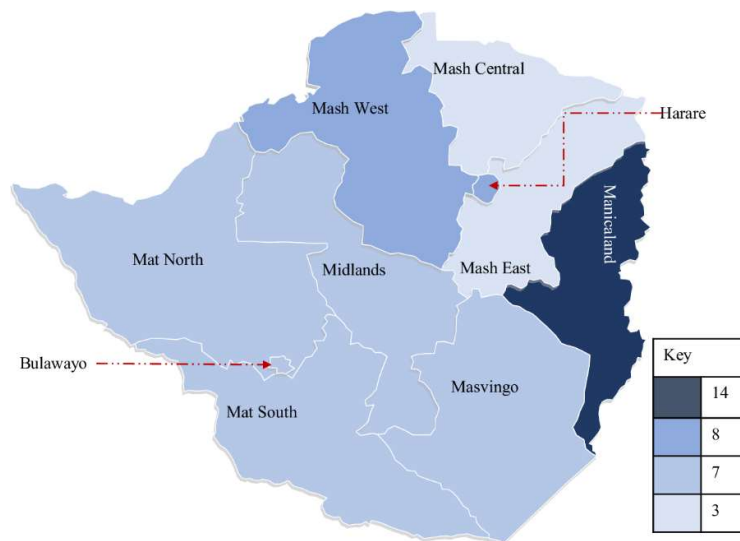 Mash Central
Mash West
Harare
Manicaland
Mat North
Midlands
Mash East
Bulawayo
Mat South
Masvingo
Key
14
8
7
3